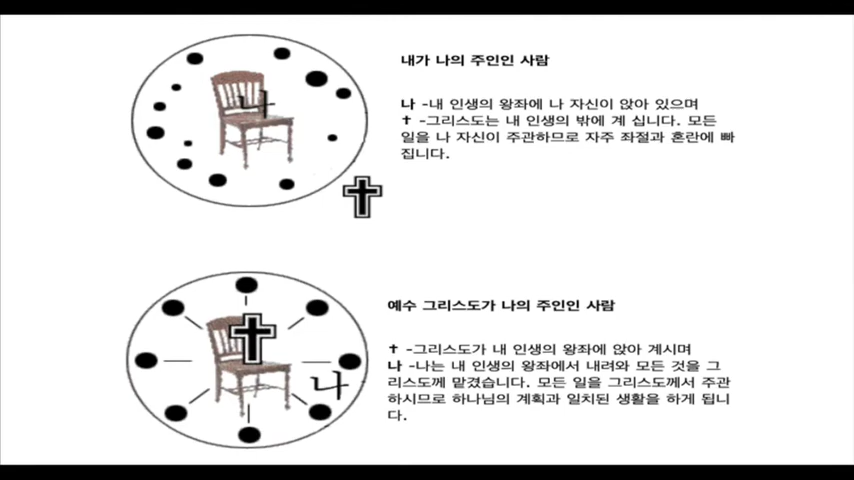 나
내가 나의 주인인 사람
나 -내 인생의 왕좌에 나 자신이 앉아 있으며
✝ -그리스도는 내 인생의 밖에 계 십니다. 모든
일을 나 자신이 주관하므로 자주 좌절과 혼란에 빠
집니다.
나
예수 그리스도가 나의 주인인 사람
✝ -그리스도가 내 인생의 왕좌에 앉아 계시며
나 -나는 내 인생의 왕좌에서 내려와 모든 것을 그
리스도께 맡겼습니다. 모든 일을 그리스도께서 주관
하시므로 하나님의 계획과 일치된 생활을 하게 됩니
다.